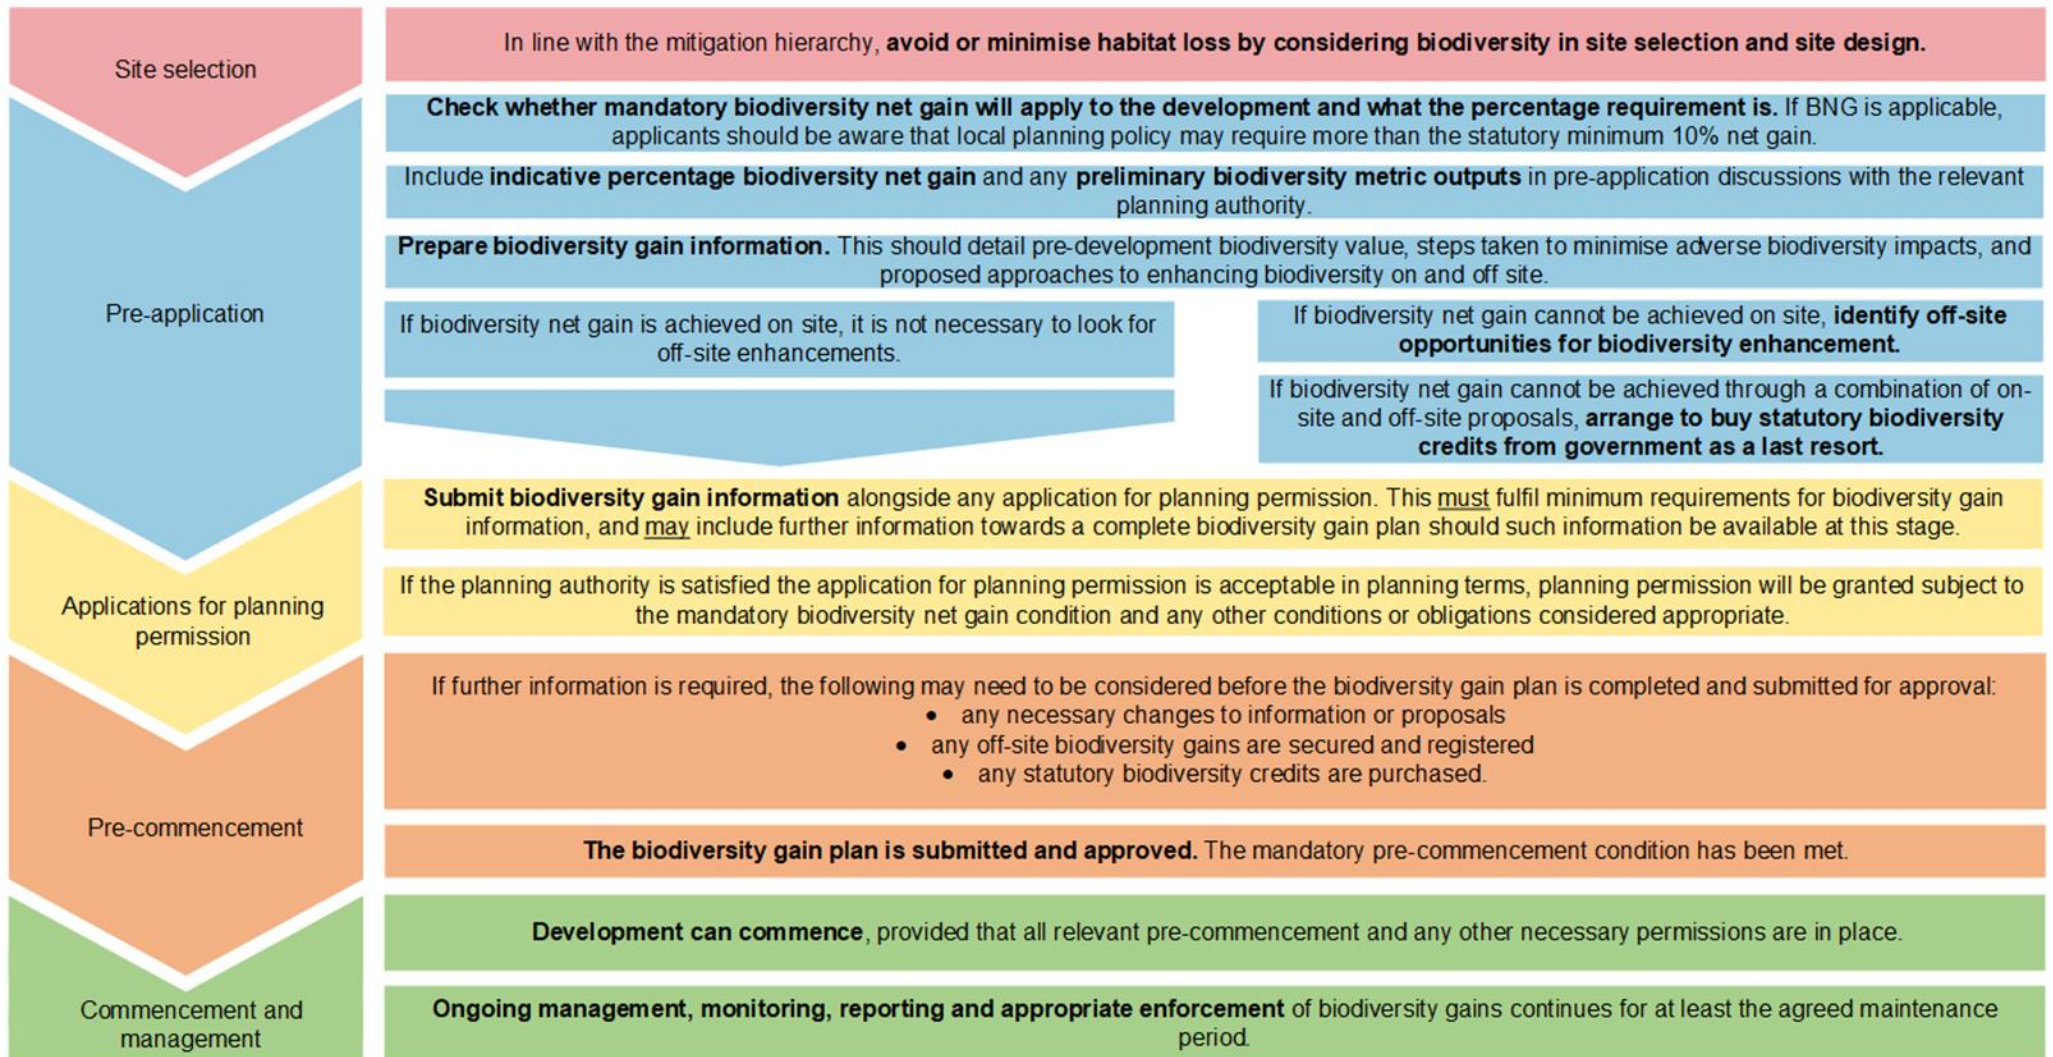 Site selection
In line with the mitigation hierarchy, avoid or minimise habitat loss by considering biodiversity in site selection and site design.
Pre-application
Check whether mandatory biodiversity net gain will apply to the development and what the percentage requirement is. If BNG is applicable,
applicants should be aware that local planning policy may require more than the statutory minimum 10% net gain.
Include indicative percentage biodiversity net gain and any preliminary biodiversity metric outputs in pre-application discussions with the relevant
planning authority.
Prepare biodiversity gain information. This should detail pre-development biodiversity value, steps taken to minimise adverse biodiversity impacts, and
proposed approaches to enhancing biodiversity on and off site.
If biodiversity net gain is achieved on site, it is not necessary to look for
off-site enhancements.
If biodiversity net gain cannot be achieved on site, identify off-site
opportunities for biodiversity enhancement.
If biodiversity net gain cannot be achieved through a combination of on-
site and off-site proposals, arrange to buy statutory biodiversity
credits from government as a last resort.
Applications for planning
permission
Submit biodiversity gain information alongside any application for planning permission. This must fulfil minimum requirements for biodiversity gain
information, and may include further information towards a complete biodiversity gain plan should such information be available at this stage.
If the planning authority is satisfied the application for planning permission is acceptable in planning terms, planning permission will be granted subject to
the mandatory biodiversity net gain condition and any other conditions or obligations considered appropriate.
Pre-commencement
If further information is required, the following may need to be considered before the biodiversity gain plan is completed and submitted for approval:
• any necessary changes to information or proposals
• any off-site biodiversity gains are secured and registered
• any statutory biodiversity credits are purchased.
The biodiversity gain plan is submitted and approved. The mandatory pre-commencement condition has been met.
Commencement and
management
Development can commence, provided that all relevant pre-commencement and any other necessary permissions are in place.
Ongoing management, monitoring, reporting and appropriate enforcement of biodiversity gains continues for at least the agreed maintenance
period.